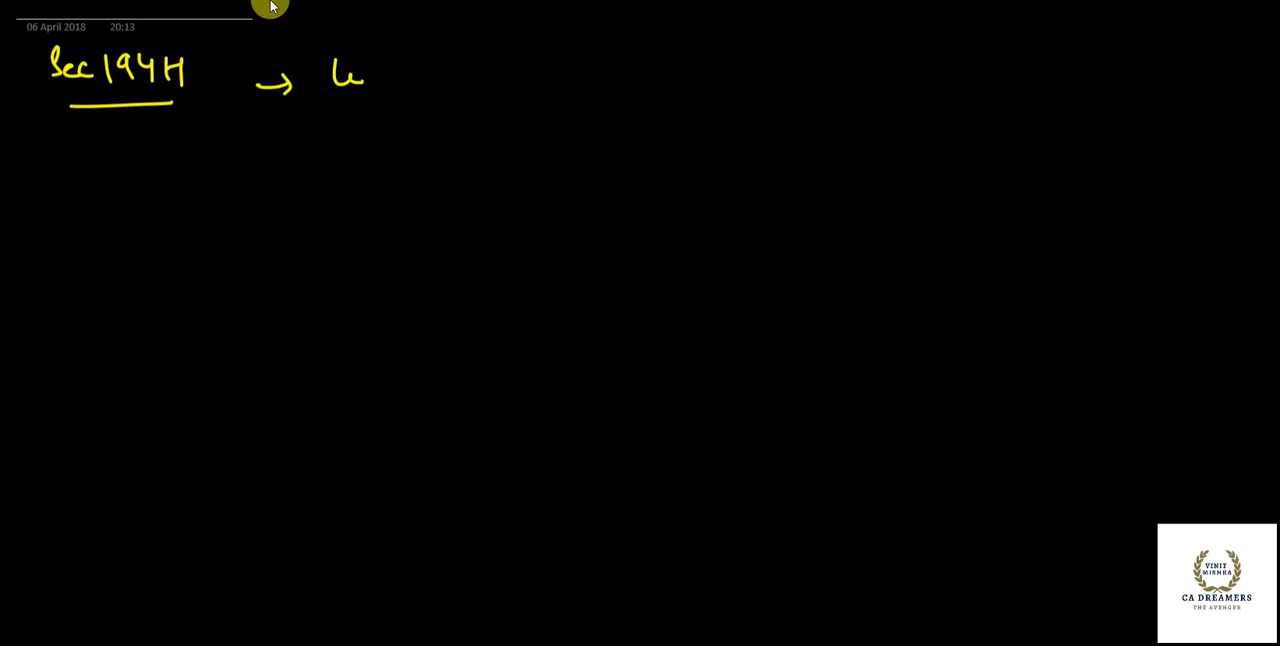 06 April 2018 20:13
Sec 194H →
VINIT
MISHRA
CA DREAMERS
THE AVENGER